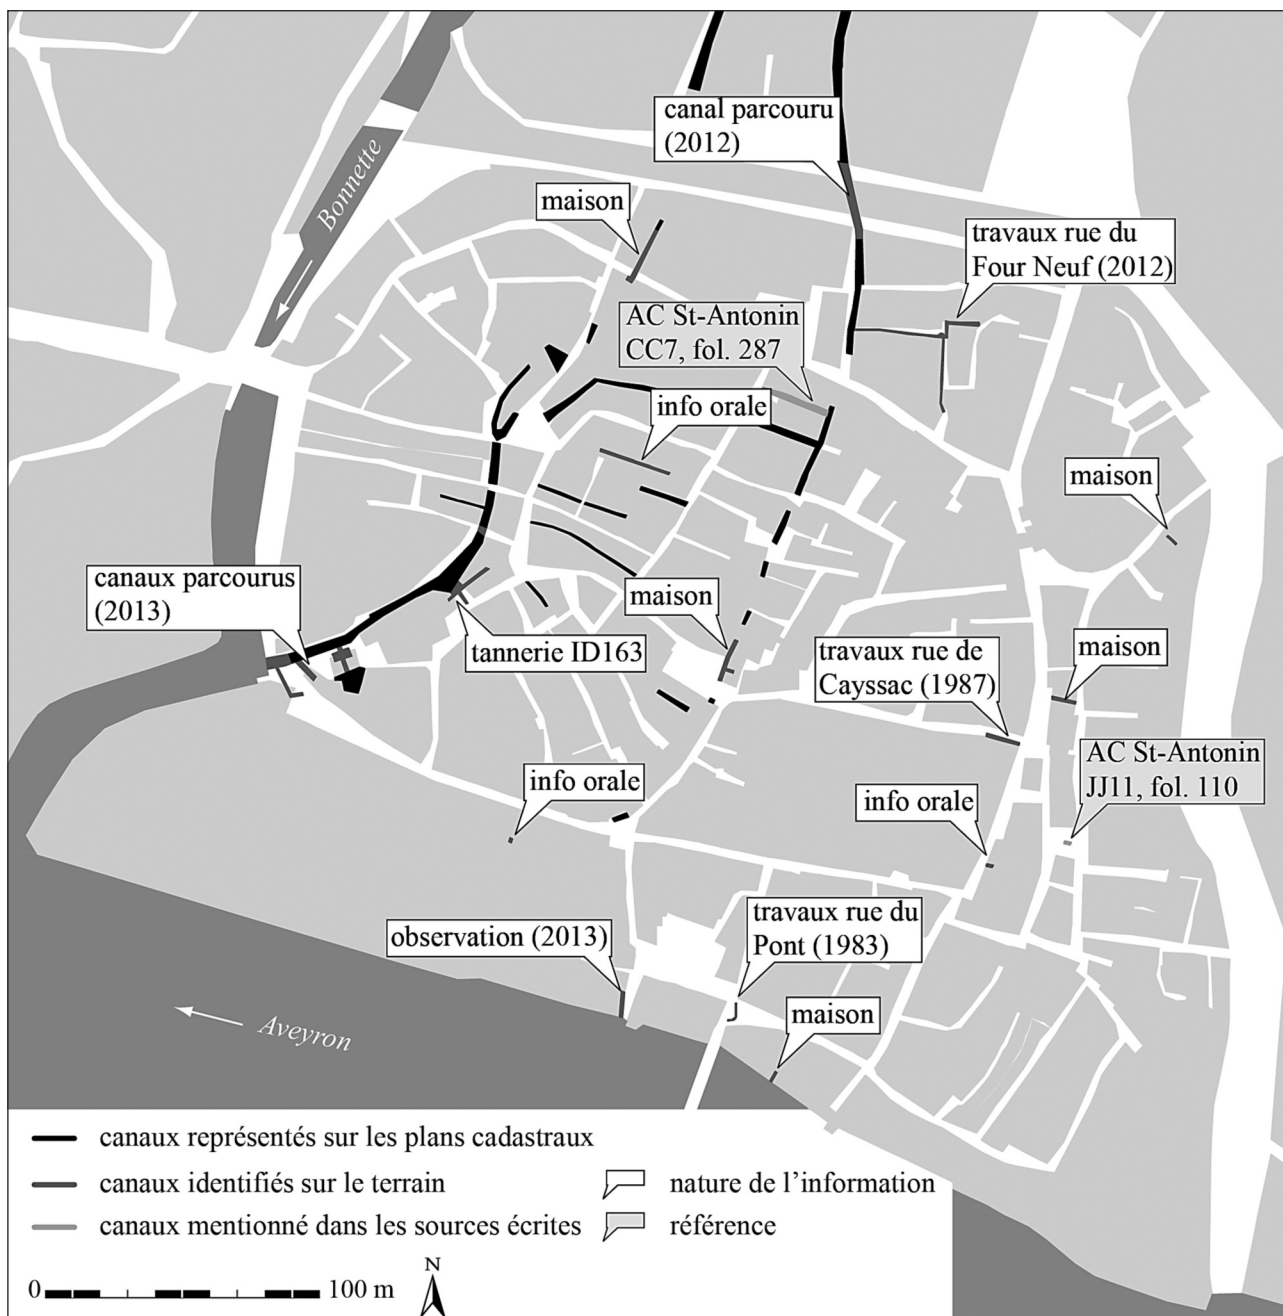 canal parcouru
(2012)
Bonnette
maison
travaux rue du
Four Neuf (2012)
AC St-Antonin
CC7, fol. 287
info orale
maison
canaux parcourus
(2013)
maison
tannerie ID163
travaux rue de
Cayssac (1987)
maison
AC St-Antonin
JJ11, fol. 110
info orale
info orale
observation (2013)
travaux rue du
Pont (1983)
maison
Aveyron
canaux représentés sur les plans cadastraux
canaux identifiés sur le terrain
nature de l'information
canaux mentionné dans les sources écrites
référence
0
100 m
N